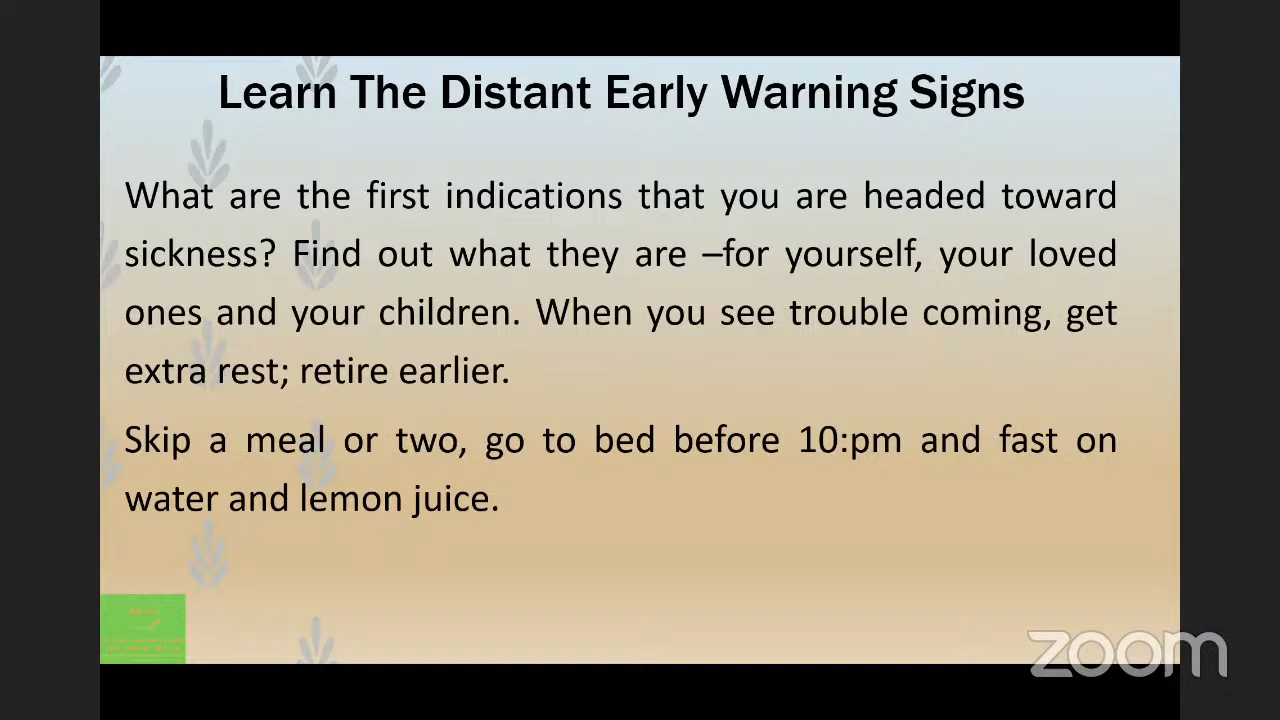 Learn The Distant Early Warning Signs
What are the first indications that you are headed toward
sickness? Find out what they are –for yourself, your loved
ones and your children. When you see trouble coming, get
extra rest; retire earlier.
Skip a meal or two, go to bed before 10:pm and fast on
water and lemon juice.
zoom